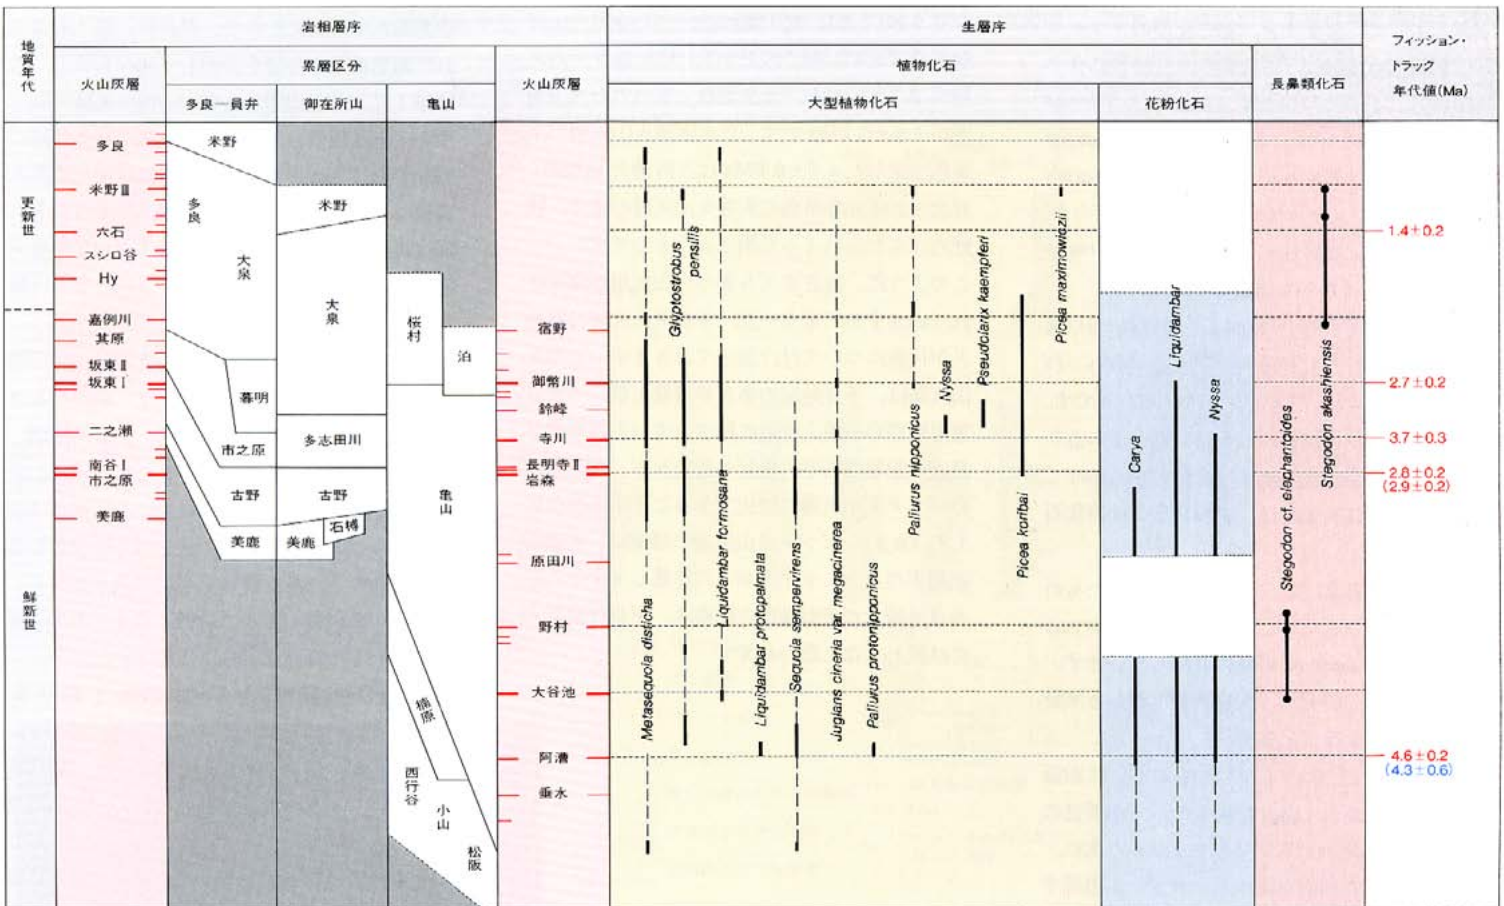 地質年代
岩相層序
生層序
フィッション・
トラック
年代値(Ma)
火山灰層
累層区分
火山灰層
植物化石
長鼻類化石
多良―員弁
御在所山
亀山
大型植物化石
花粉化石
更新世
鮮新世
多良
米野Ⅱ
六石
スシロ谷
Hy
嘉例川
其原
坂東Ⅱ
坂東Ⅰ
二之瀬
南谷Ⅰ
市之原
美鹿
米野
多良
大泉
暮明
市之原
古野
美鹿
米野
大泉
多志田川
古野
石榑
美鹿
桜村
泊
亀山
楠原
西行谷
小山
松阪
宿野
御幣川
鈴峰
寺川
長明寺Ⅱ
岩森
原田川
野村
大谷池
阿漕
垂水
Metasequoia disticha
Glyptostrobus
pensilis
Liquidambar formosana
Liquidambar protopalmata
Sequoia sempervirens
Juglans cineria var. megacinerea
Paliurus protonipponicus
Paliurus nipponicus
Nyssa
Pseudolarix kaempferi
Picea koribai
Picea maximowiczii
Carya
Liquidambar
Nyssa
Stegodon cf. elephantoides
Stegodon akashiensis
1.4±0.2
2.7±0.2
3.7±0.3
2.8±0.2
(2.9±0.2)
4.6±0.2
(4.3±0.6)